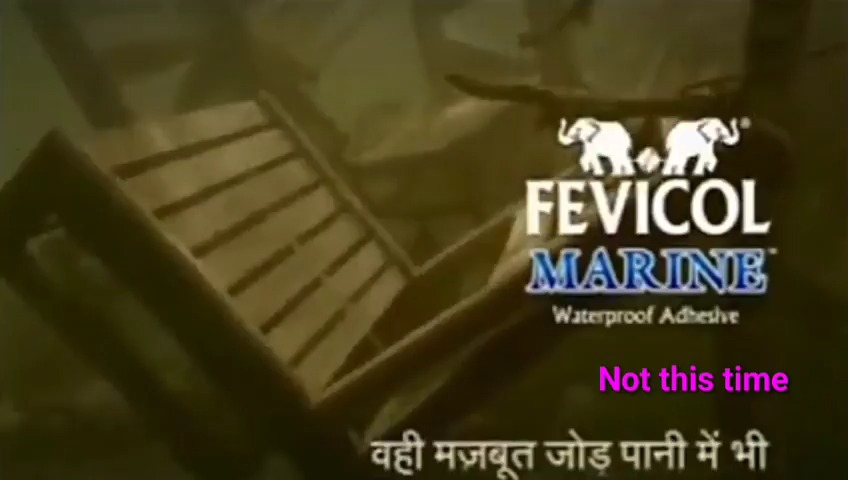 FEVICOL
MARINE
Waterproof Adhesive
Not this time
वही मज़बूत जोड़ पानी में भी